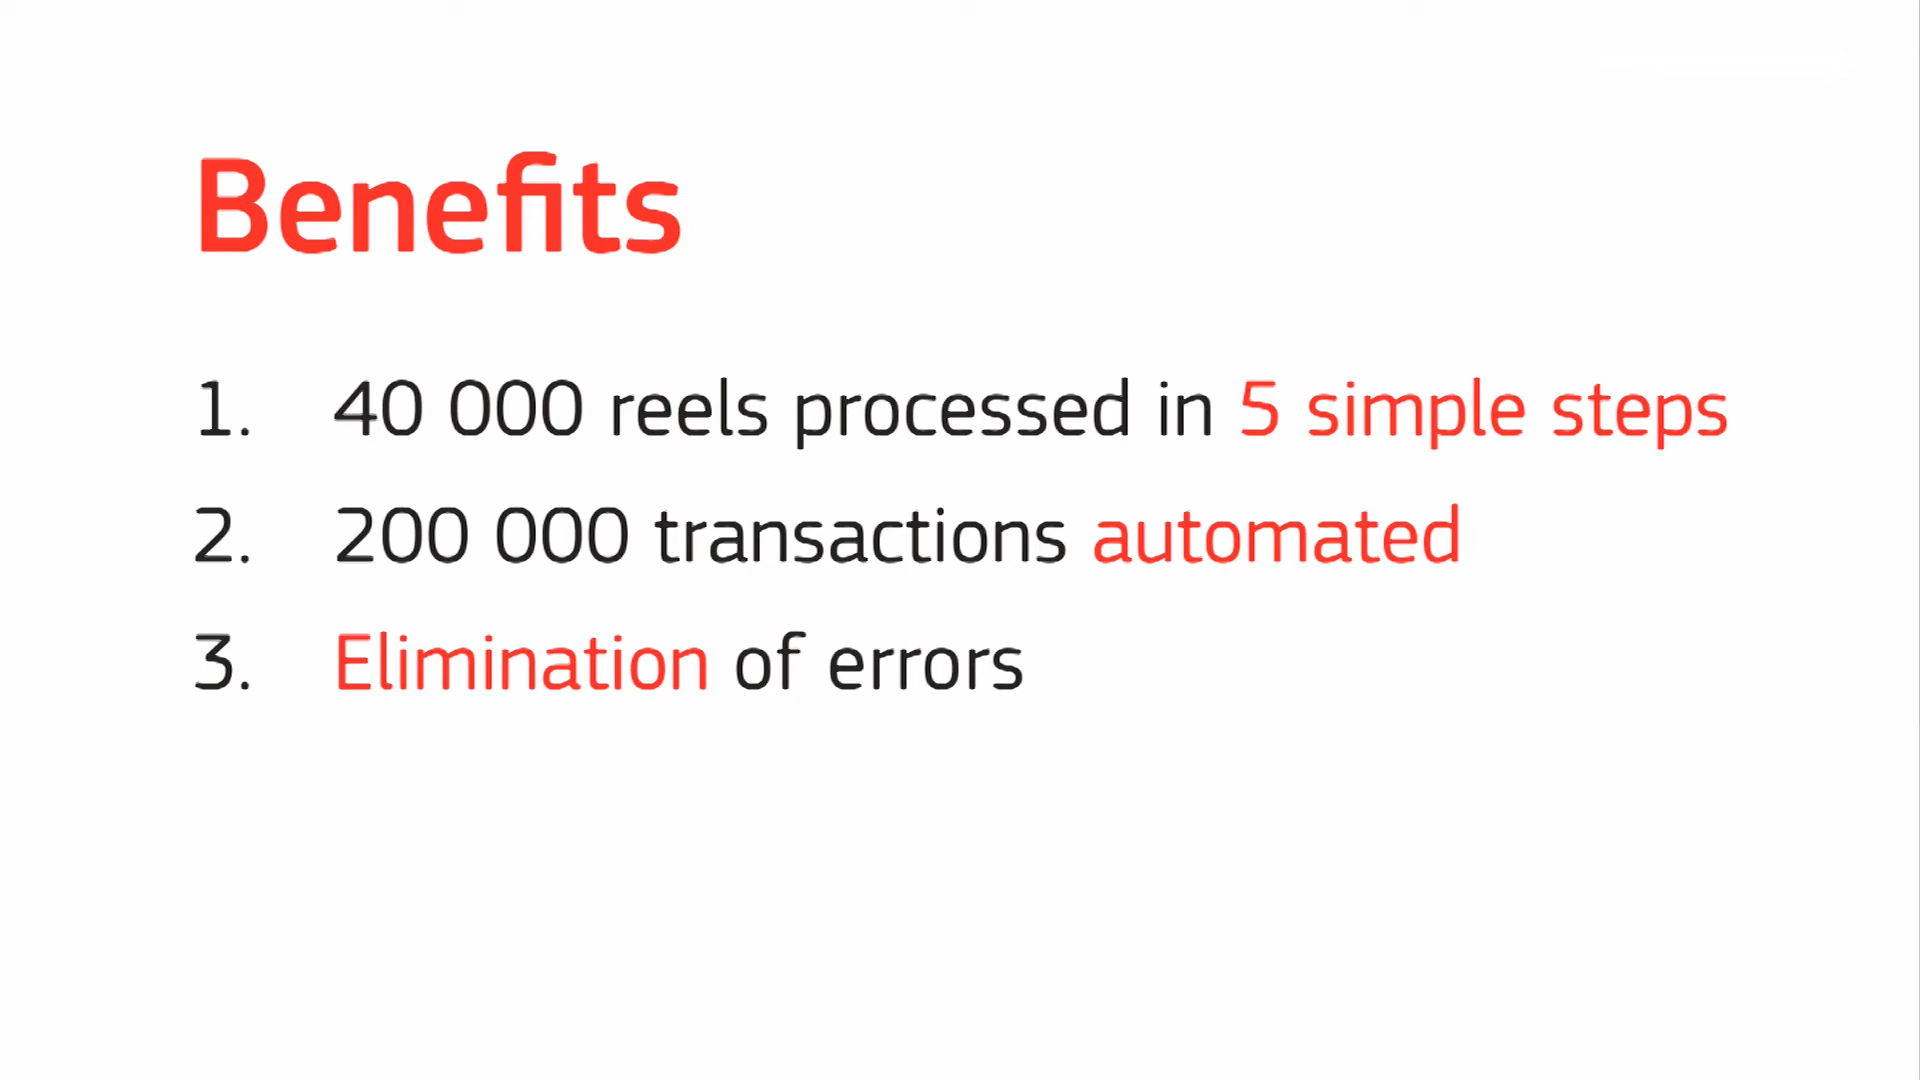 Benefits
1. 40 000 reels processed in 5 simple steps
2. 200 000 transactions automated
3. Elimination of errors